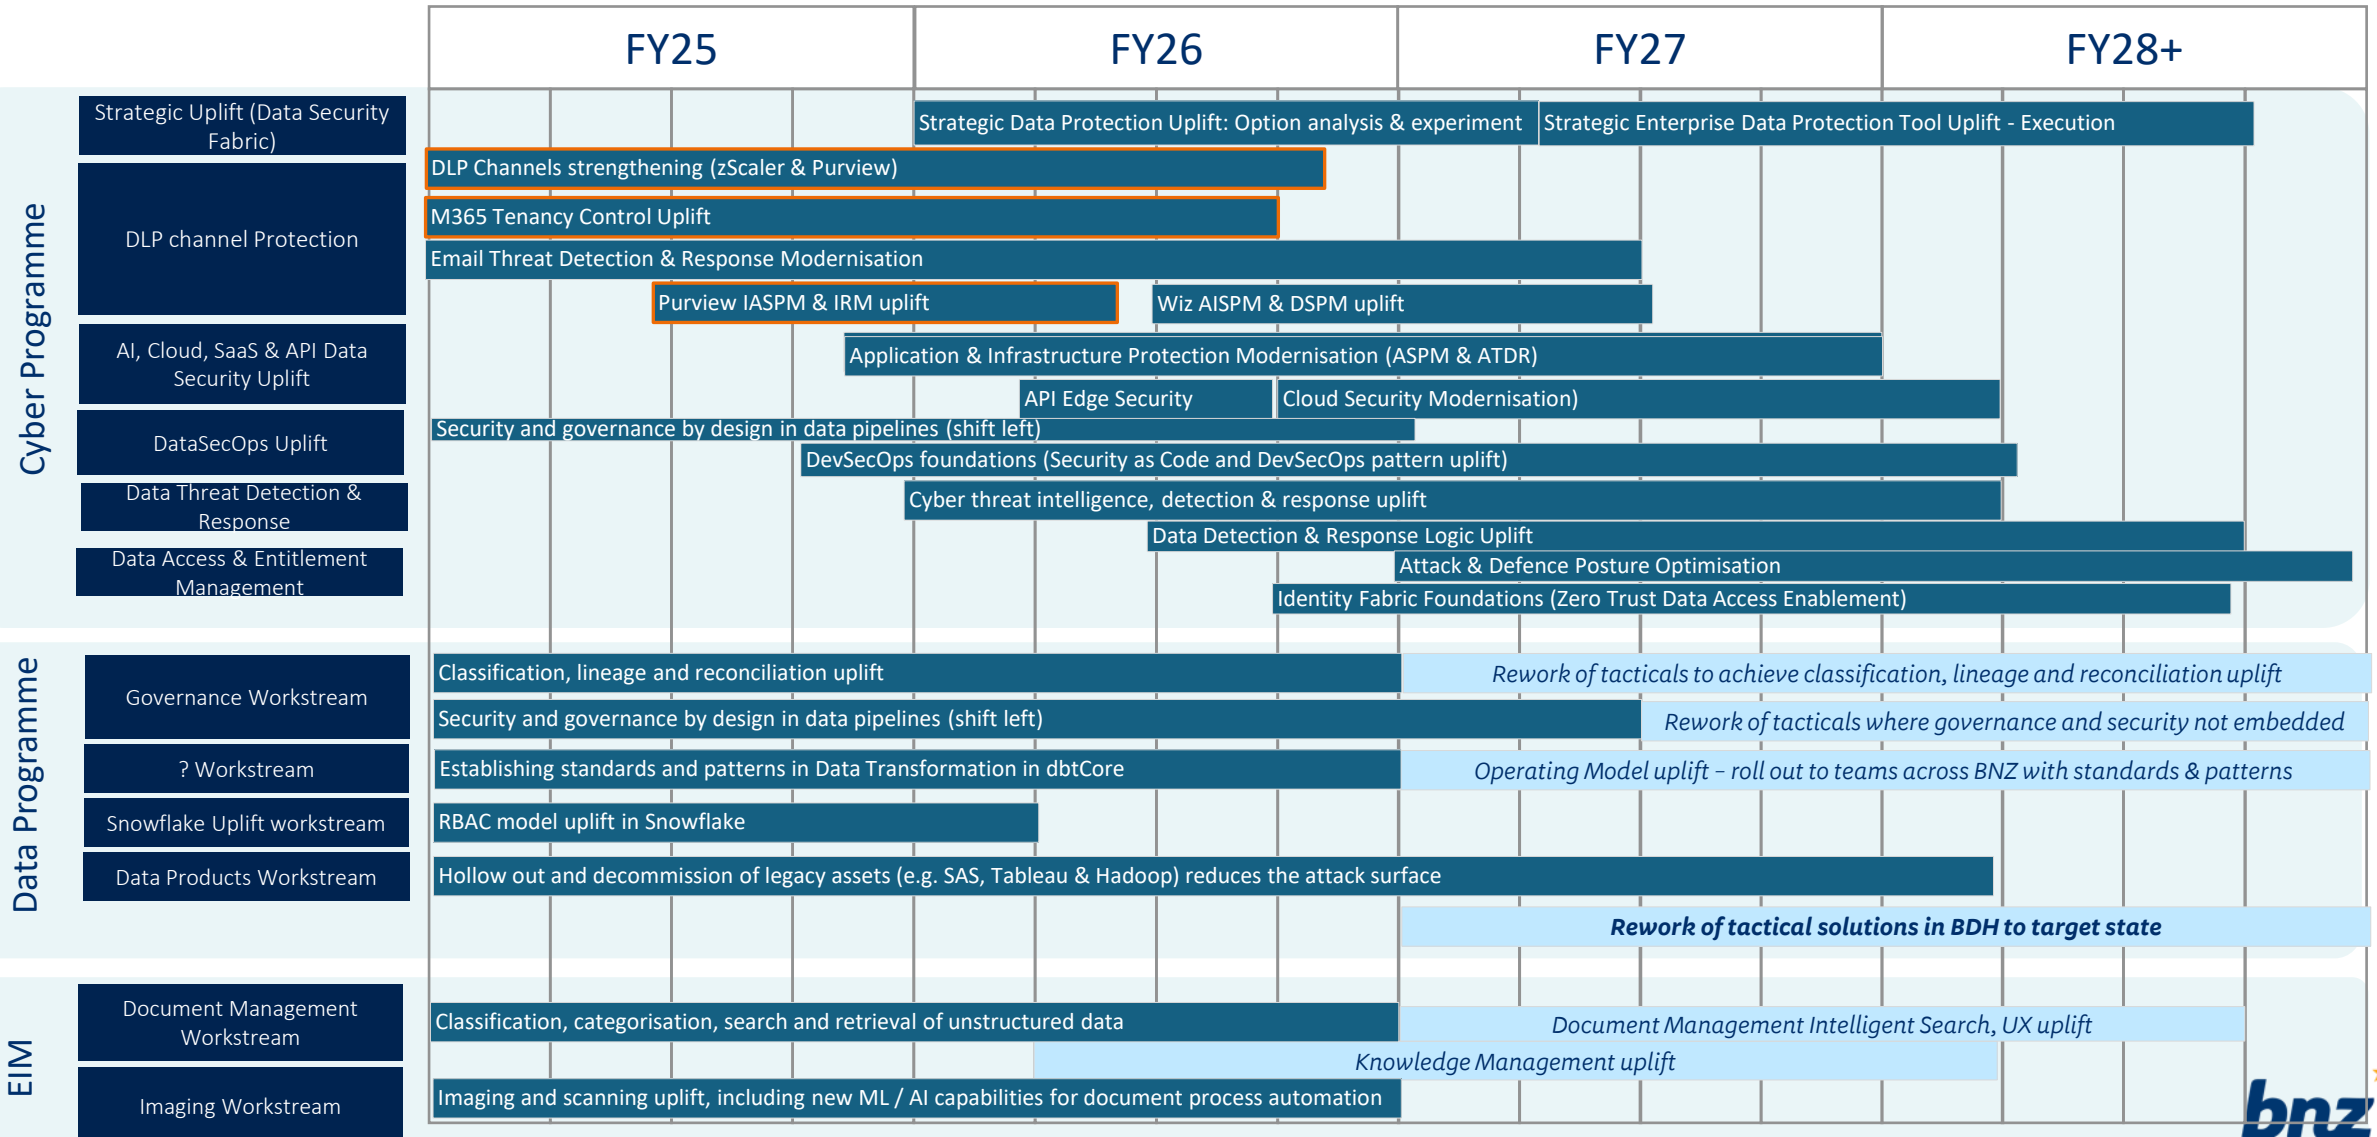 FY25
FY26
FY27
FY28+
Cyber Programme
Strategic Uplift (Data Security
Fabric)
Strategic Data Protection Uplift: Option analysis & experiment
Strategic Enterprise Data Protection Tool Uplift - Execution
DLP channel Protection
DLP Channels strengthening (zScaler & Purview)
M365 Tenancy Control Uplift
Email Threat Detection & Response Modernisation
Purview IASPM & IRM uplift
Wiz AISPM & DSPM uplift
AI, Cloud, SaaS & API Data
Security Uplift
Application & Infrastructure Protection Modernisation (ASPM & ATDR)
API Edge Security
Cloud Security Modernisation)
DataSecOps Uplift
Security and governance by design in data pipelines (shift left)
DevSecOps foundations (Security as Code and DevSecOps pattern uplift)
Data Threat Detection &
Response
Cyber threat intelligence, detection & response uplift
Data Detection & Response Logic Uplift
Data Access & Entitlement
Management
Attack & Defence Posture Optimisation
Identity Fabric Foundations (Zero Trust Data Access Enablement)
Data Programme
Governance Workstream
Classification, lineage and reconciliation uplift
Rework of tacticals to achieve classification, lineage and reconciliation uplift
Security and governance by design in data pipelines (shift left)
Rework of tacticals where governance and security not embedded
? Workstream
Establishing standards and patterns in Data Transformation in dbtCore
Operating Model uplift – roll out to teams across BNZ with standards & patterns
Snowflake Uplift workstream
RBAC model uplift in Snowflake
Data Products Workstream
Hollow out and decommission of legacy assets (e.g. SAS, Tableau & Hadoop) reduces the attack surface
Rework of tactical solutions in BDH to target state
EIM
Document Management
Workstream
Classification, categorisation, search and retrieval of unstructured data
Document Management Intelligent Search, UX uplift
Knowledge Management uplift
Imaging Workstream
Imaging and scanning uplift, including new ML / AI capabilities for document process automation
bnz